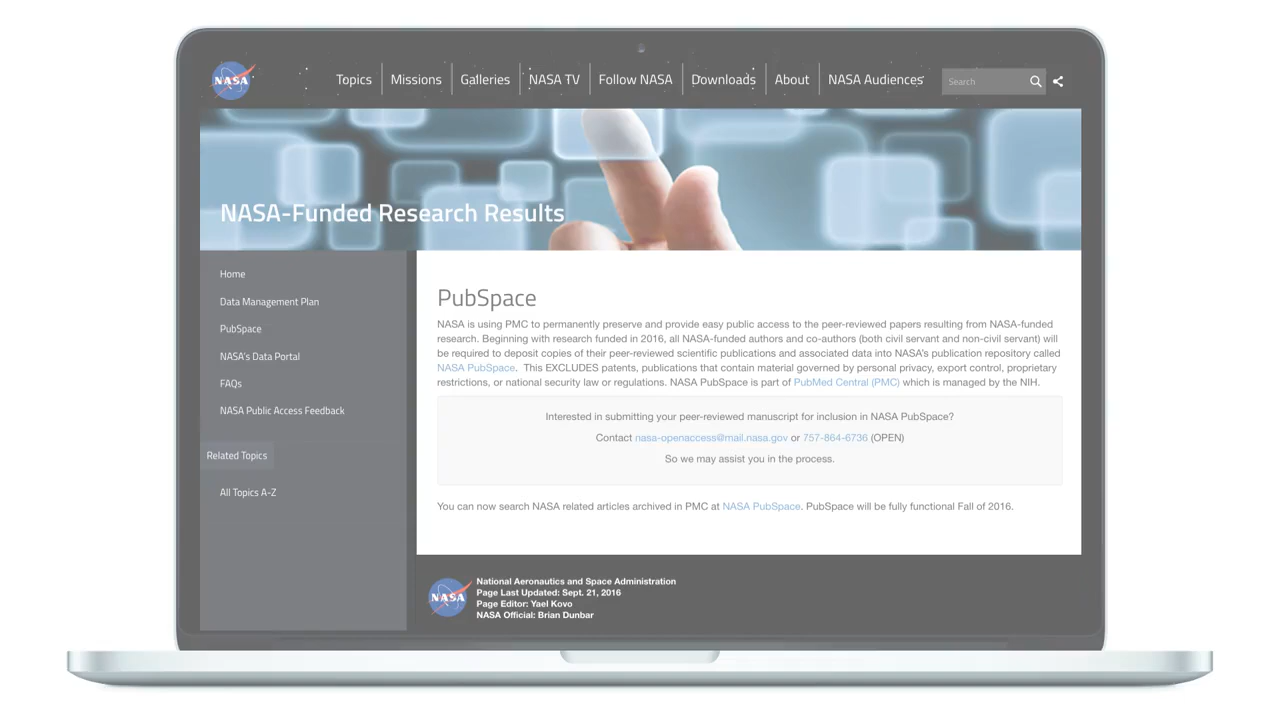 NASA
Topics
Missions
Galleries
NASA TV
Follow NASA
Downloads
About
NASA Audiences
Search
NASA-Funded Research Results
Home
Data Management Plan
PubSpace
NASA's Data Portal
FAQs
NASA Public Access Feedback
Related Topics
All Topics A-Z
PubSpace
NASA is using PMC to permanently preserve and provide easy public access to the peer-reviewed papers resulting from NASA-funded
research. Beginning with research funded in 2016, all NASA-funded authors and co-authors (both civil servant and non-civil servant) will
be required to deposit copies of their peer-reviewed scientific publications and associated data into NASA's publication repository called
NASA PubSpace. This EXCLUDES patents, publications that contain material governed by personal privacy, export control, proprietary
restrictions, or national security law or regulations. NASA PubSpace is part of PubMed Central (PMC) which is managed by the NIH.
Interested in submitting your peer-reviewed manuscript for inclusion in NASA PubSpace?
Contact nasa-openaccess@mail.nasa.gov or 757-864-6736 (OPEN)
So we may assist you in the process.
You can now search NASA related articles archived in PMC at NASA PubSpace. PubSpace will be fully functional Fall of 2016.
NASA
National Aeronautics and Space Administration
Page Last Updated: Sept. 21, 2016
Page Editor: Yael Kovo
NASA Official: Brian Dunbar